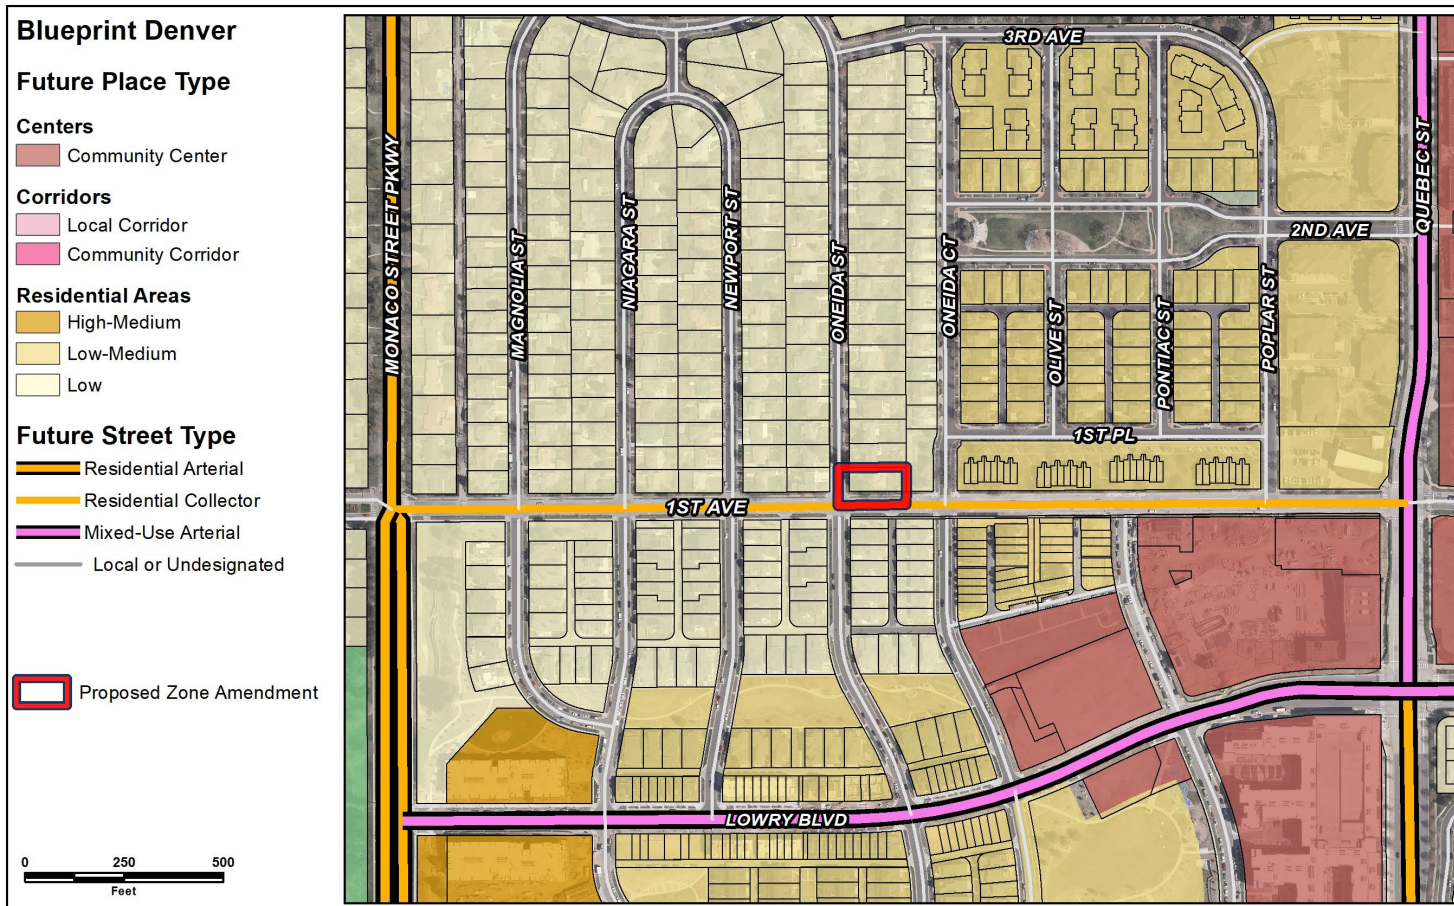 Blueprint Denver
Future Place Type
Centers
Community Center
Corridors
Local Corridor
Community Corridor
Residential Areas
High-Medium
Low-Medium
Low
Future Street Type
Residential Arterial
Residential Collector
Mixed-Use Arterial
Local or Undesignated
Proposed Zone Amendment
0 250 500
Feet
3RD AVE
MONACO STREET PKWY
QUEBEC ST
MAGNOLIA ST
NIAGARA ST
NEWPORT ST
ONEIDA ST
ONEIDA CT
2ND AVE
OLIVE ST
PONTIAC ST
POPLAR ST
1ST PL
1ST AVE
LOWRY BLVD